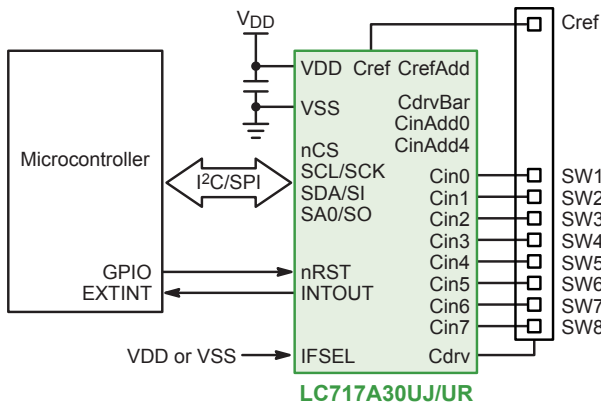 VDD
Cref
VDD Cref CrefAdd
VSS
CdrvBar
CinAdd0
CinAdd4
Microcontroller
I2C/SPI
nCS
SCL/SCK
SDA/SI
SA0/SO
Cin0 SW1
Cin1 SW2
Cin2 SW3
Cin3 SW4
Cin4 SW5
Cin5 SW6
Cin6 SW7
Cin7 SW8
GPIO nRST
EXTINT INTOUT
VDD or VSS IFSEL Cdrv
LC717A30UJ/UR